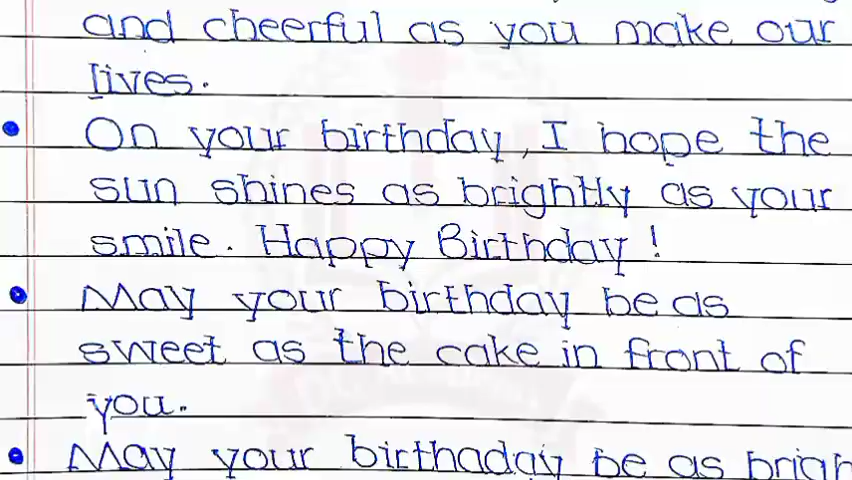 and cheerful as you make our
lives.
• On your birthday, I hope the
sun shines as brightly as your
smile. Happy Birthday!
• May your birthday be as
sweet as the cake in front of
you.
• May your birthaday be as brigh